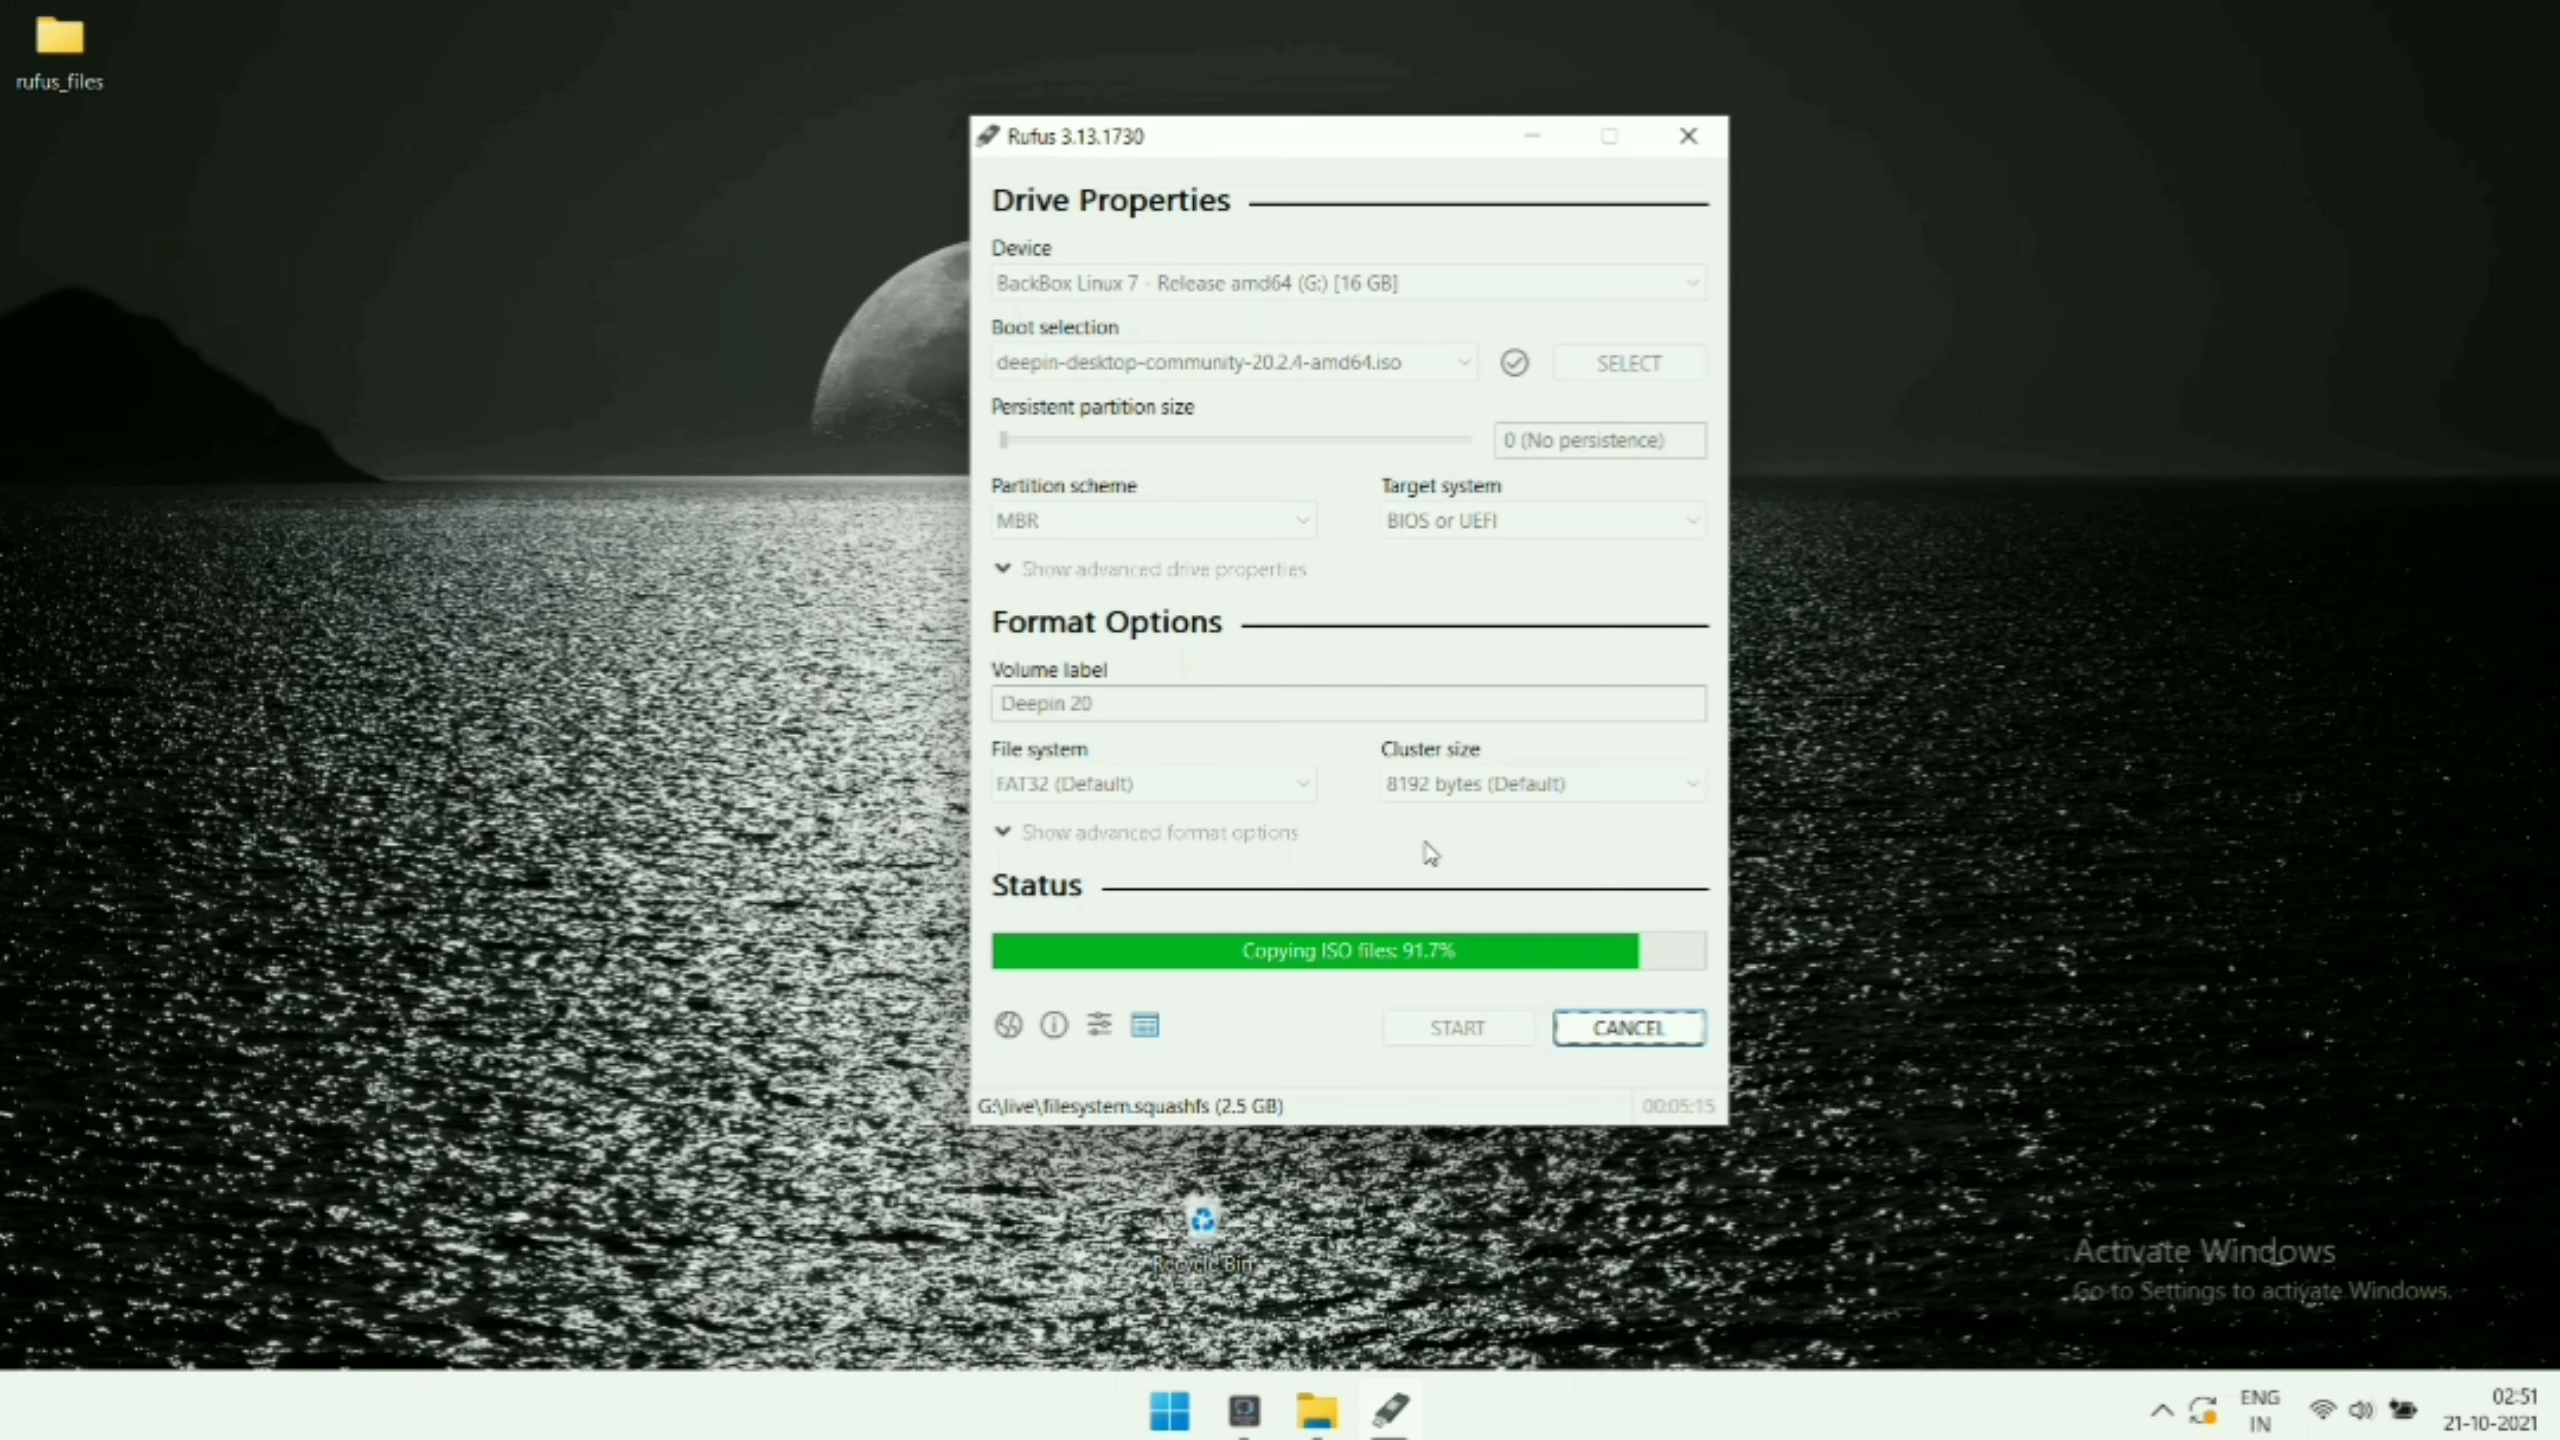 rufus_files
Rufus 3.13.1730
Drive Properties
Device
BackBox Linux 7 - Release amd64 (G:) [16 GB]
Boot selection
deepin-desktop-community-20.2.4-amd64.iso
SELECT
Persistent partition size
0 (No persistence)
Partition scheme
Target system
MBR
BIOS or UEFI
Show advanced drive properties
Format Options
Volume label
Deepin 20
File system
Cluster size
FAT32 (Default)
8192 bytes (Default)
Show advanced format options
Status
Copying ISO files: 91.7%
START
CANCEL
G:\live\filesystem.squashfs (2.5 GB)
00:05:15
Recycle Bin
Activate Windows
Go to Settings to activate Windows.
ENG
IN
02:51
21-10-2021